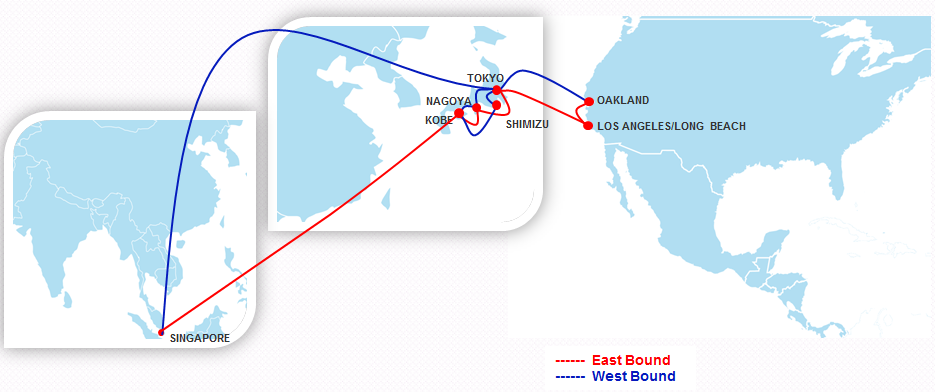 TOKYO
NAGOYA
KOBE
SHIMIZU
OAKLAND
LOS ANGELES/LONG BEACH
SINGAPORE
------ East Bound
------ West Bound